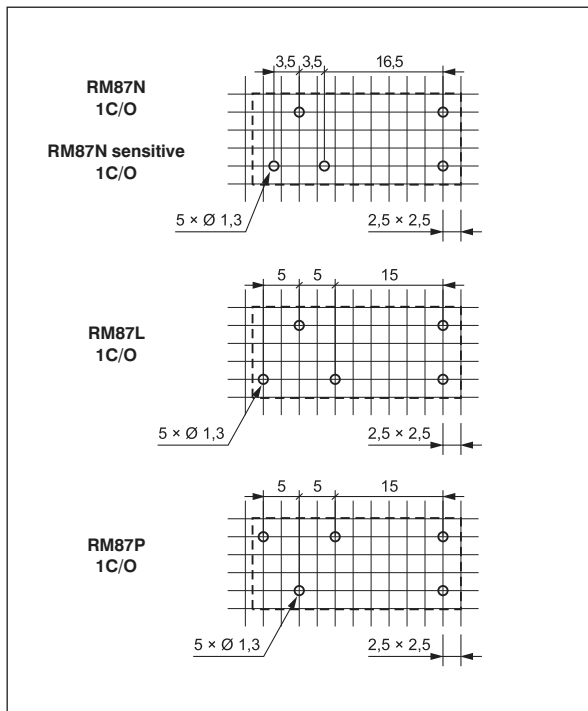 3,5 3,5 16,5
RM87N
1C/O
RM87N sensitive
1C/O
5 × Ø 1,3
2,5 × 2,5
5 5 15
RM87L
1C/O
5 × Ø 1,3
2,5 × 2,5
5 5 15
RM87P
1C/O
5 × Ø 1,3
2,5 × 2,5